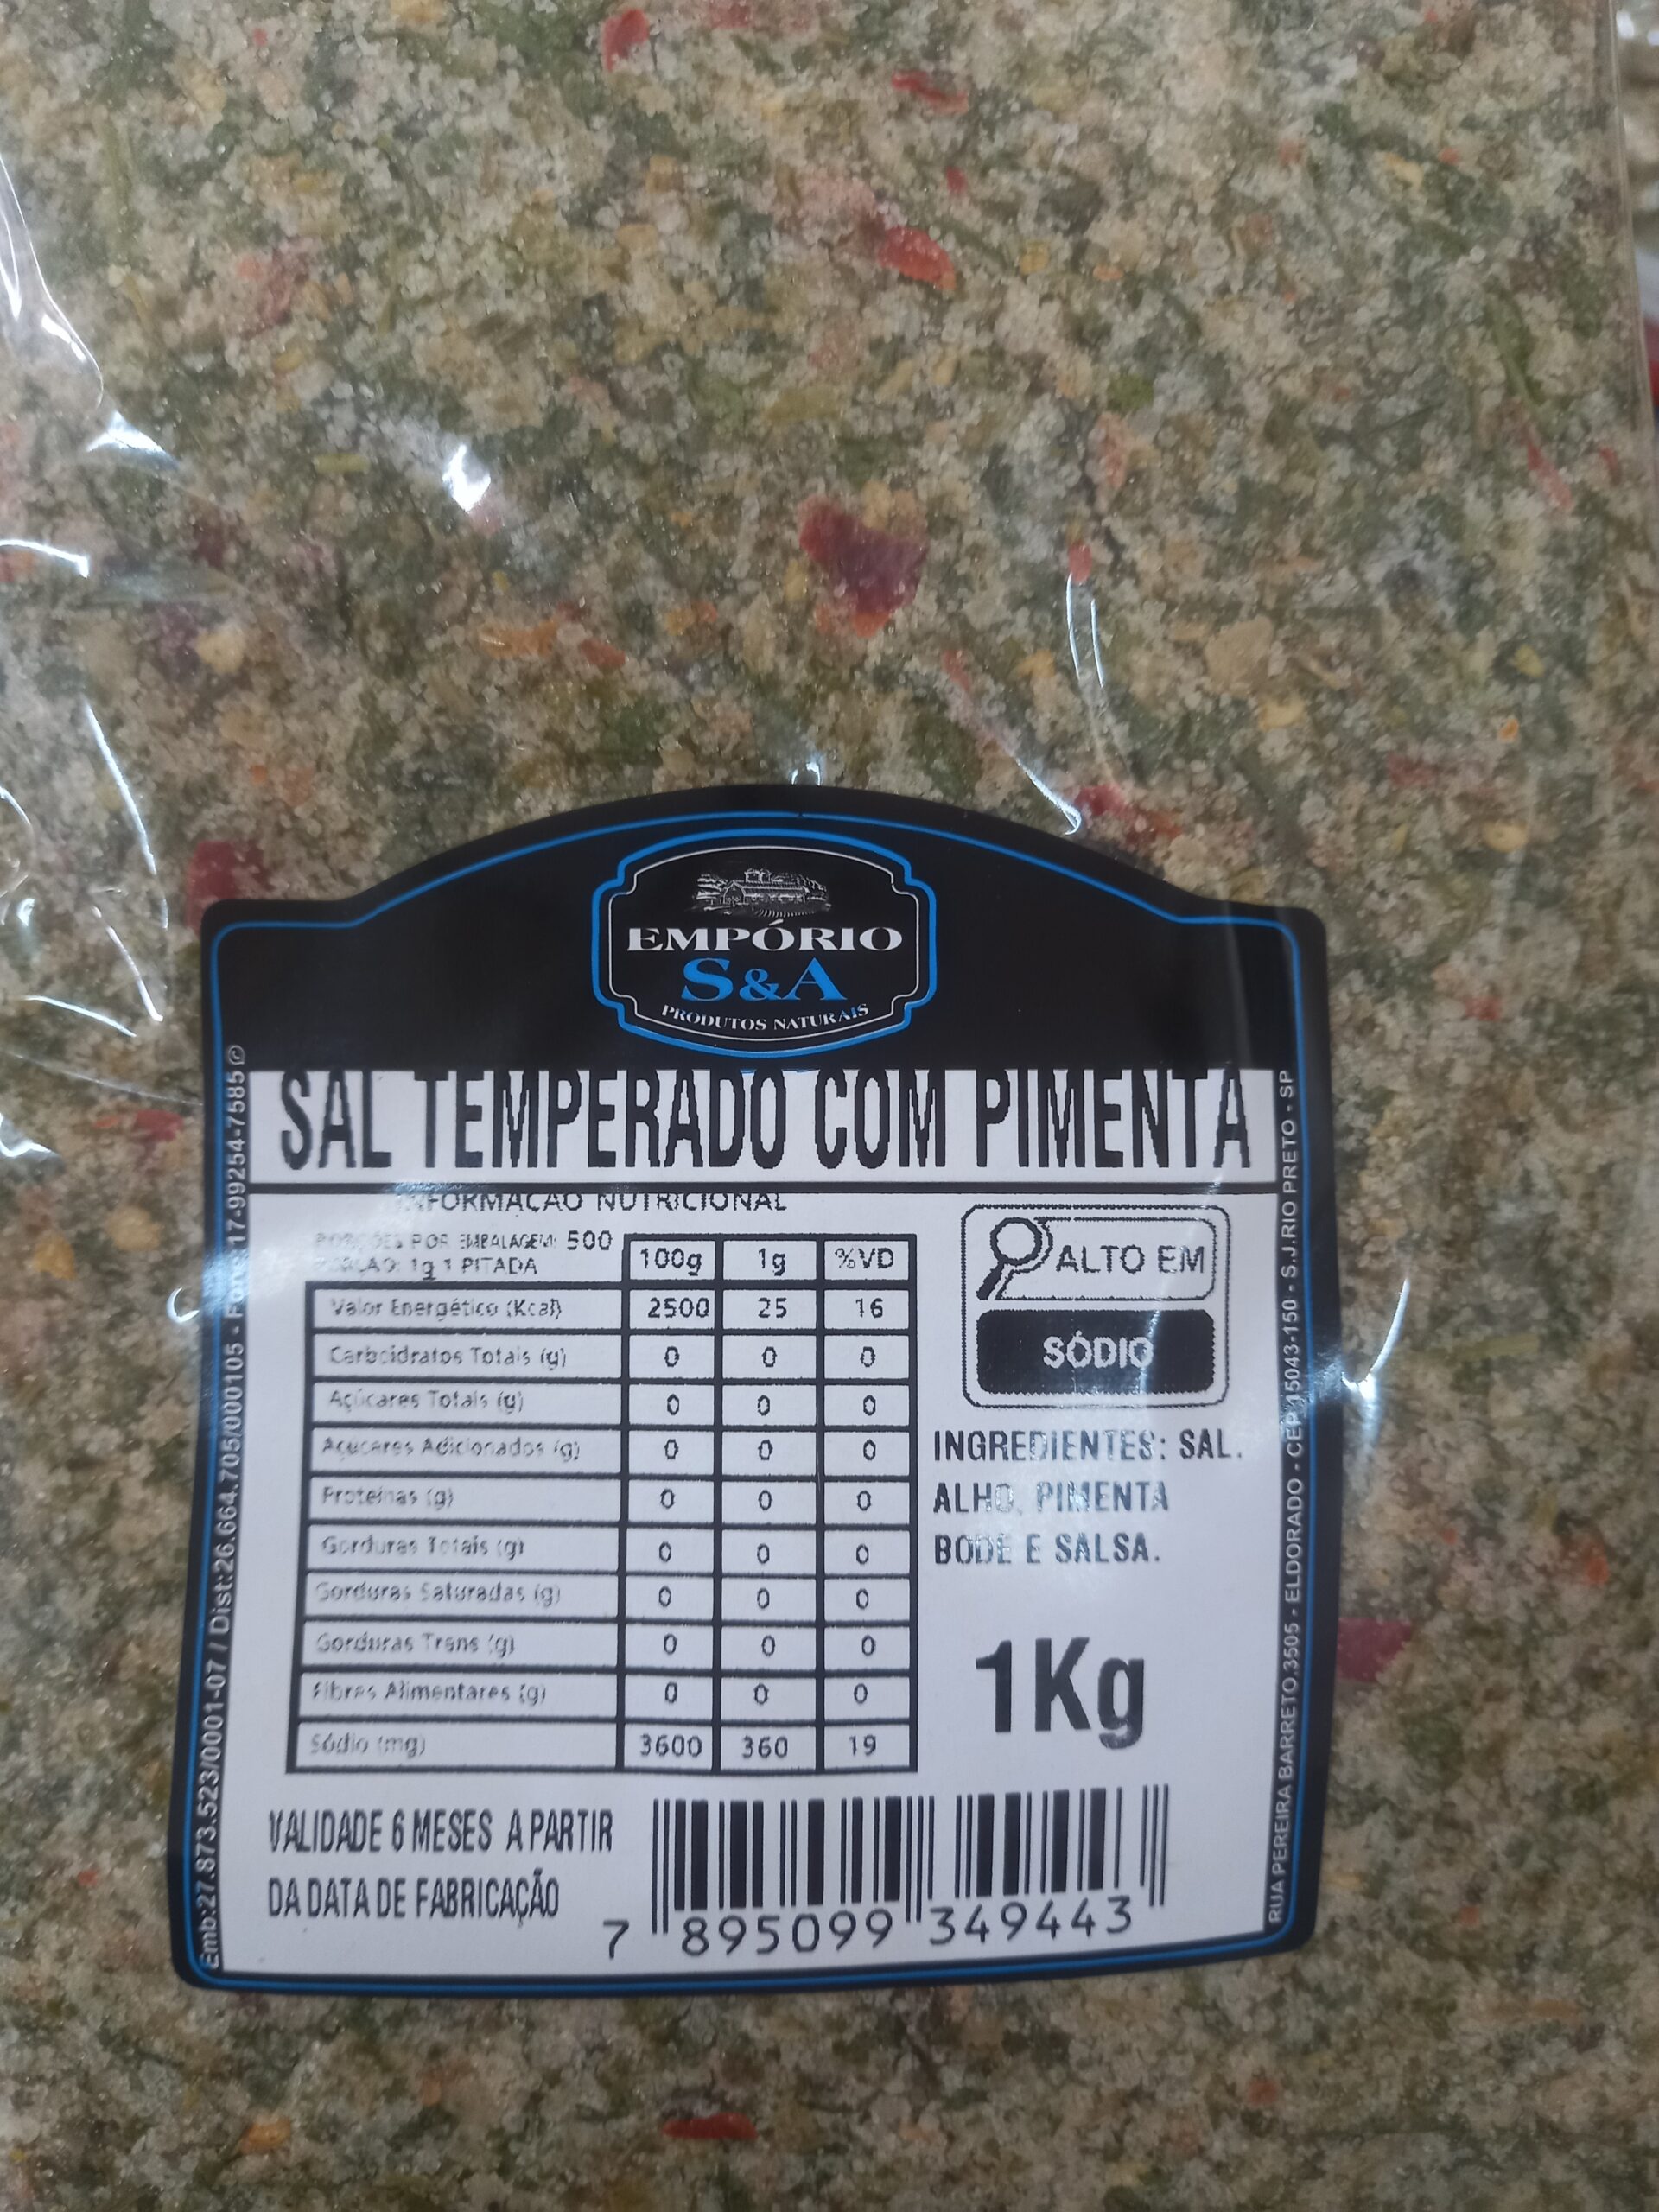 EMPÓRIO
S&A
PRODUTOS NATURAIS
SAL TEMPERADO COM PIMENTA
INFORMAÇÃO NUTRICIONAL
PORÇÕES POR EMBALAGEM: 500
PORÇÃO: 1g 1 PITADA
100g 1g %VD
Valor Energético (Kcal) 2500 25 16
Carboidratos Totais (g) 0 0 0
Açúcares Totais (g) 0 0 0
Açúcares Adicionados (g) 0 0 0
Proteínas (g) 0 0 0
Gorduras Totais (g) 0 0 0
Gorduras Saturadas (g) 0 0 0
Gorduras Trans (g) 0 0 0
Fibras Alimentares (g) 0 0 0
Sódio (mg) 3600 360 19
ALTO EM
SÓDIO
INGREDIENTES: SAL.
ALHO, PIMENTA
BODE E SALSA.
1Kg
VALIDADE 6 MESES A PARTIR
DA DATA DE FABRICAÇÃO
7 895099 349443
Emb:27.873.523/0001-07 / Dist:26.664.705/000105 - Fone:17-99254-7585©
RUA PEREIRA BARRETO,3505 - ELDORADO - CEP 15043-150 - S.J.RIO PRETO - SP